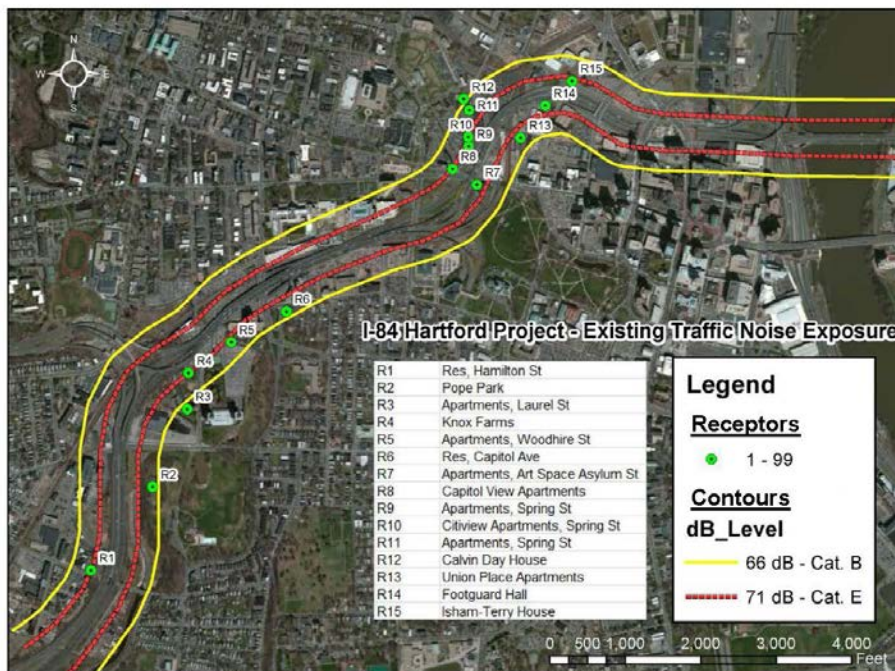 N
W E
S
R15
R12
R14
R11
R10
R9
R13
R8
R7
R6
I-84 Hartford Project - Existing Traffic Noise Exposure
R5
R4
R3
R2
R1
R1 Res, Hamilton St
R2 Pope Park
R3 Apartments, Laurel St
R4 Knox Farms
R5 Apartments, Woodhire St
R6 Res, Capitol Ave
R7 Apartments, Art Space Asylum St
R8 Capitol View Apartments
R9 Apartments, Spring St
R10 Citiview Apartments, Spring St
R11 Apartments, Spring St
R12 Calvin Day House
R13 Union Place Apartments
R14 Footguard Hall
R15 Isham-Terry House
Legend
Receptors
1 - 99
Contours
dB_Level
66 dB - Cat. B
71 dB - Cat. E
0 500 1,000 2,000 3,000 4,000
Feet